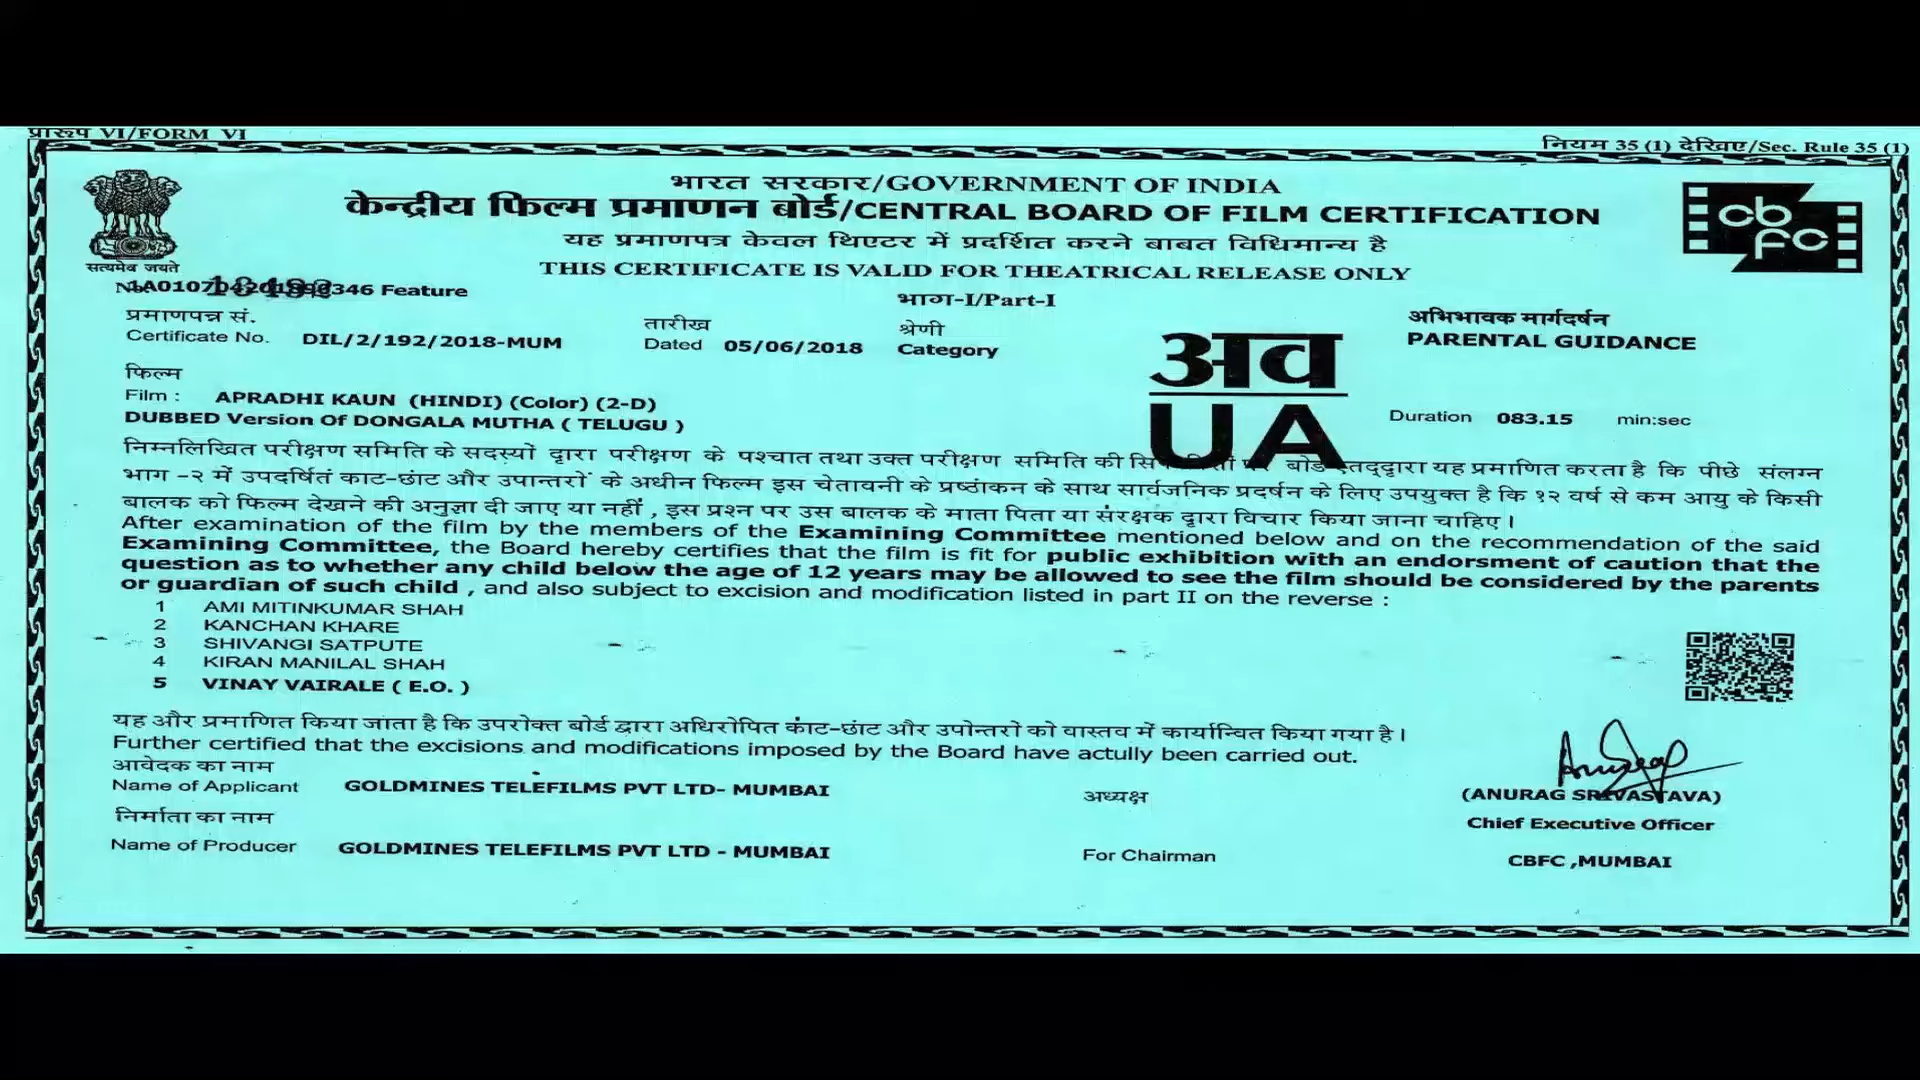 प्रारूप VI/FORM VI
नियम 35 (1) देखिए/Sec. Rule 35 (1)
भारत सरकार/GOVERNMENT OF INDIA
केन्द्रीय फिल्म प्रमाणन बोर्ड/CENTRAL BOARD OF FILM CERTIFICATION
cb
fc
यह प्रमाणपत्र केवल थिएटर में प्रदर्शित करने बाबत विधिमान्य है
सत्यमेव जयते
THIS CERTIFICATE IS VALID FOR THEATRICAL RELEASE ONLY
Feature
भाग-I/Part-I
प्रमाणपत्र सं.
Certificate No. DIL/2/192/2018-MUM
तारीख
Dated 05/06/2018
श्रेणी
Category
अव
UA
अभिभावक मार्गदर्षन
PARENTAL GUIDANCE
फिल्म
Film : APRADHI KAUN (HINDI) (Color) (2-D)
Duration 083.15 min:sec
DUBBED Version Of DONGALA MUTHA ( TELUGU )
निम्नलिखित परीक्षण समिति के सदस्यों द्वारा परीक्षण के पश्चात तथा उक्त परीक्षण समिति की पर बोर्ड यह प्रमाणित करता है कि पीछे संलग्न
भाग -२ में उपदर्षितं काट-छांट और उपान्तरों के अधीन फिल्म इस चेतावनी के प्रष्ठांकन के साथ सार्वजनिक प्रदर्षन के लिए उपयुक्त है कि १२ वर्ष से कम आयु के किसी
बालक को फिल्म देखने की अनुज्ञा दी जाए या नहीं , इस प्रश्न पर उस बालक के माता पिता या संरक्षक द्वारा विचार किया जाना चाहिए ।
After examination of the film by the members of the Examining Committee mentioned below and on the recommendation of the said
Examining Committee, the Board hereby certifies that the film is fit for public exhibition with an endorsement of caution that the
question as to whether any child below the age of 12 years may be allowed to see the film should be considered by the parents
or guardian of such child , and also subject to excision and modification listed in part II on the reverse :
1 AMI MITINKUMAR SHAH
2 KANCHAN KHARE
3 SHIVANGI SATPUTE
4 KIRAN MANILAL SHAH
5 VINAY VAIRALE ( E.O. )
यह और प्रमाणित किया जाता है कि उपरोक्त बोर्ड द्वारा अधिरोपित कांट-छांट और उपोन्तरो को वास्तव में कार्यान्वित किया गया है ।
Further certified that the excisions and modifications imposed by the Board have actully been carried out.
आवेदक का नाम
Name of Applicant GOLDMINES TELEFILMS PVT LTD- MUMBAI
अध्यक्ष
(ANURAG SRIVASTAVA)
निर्माता का नाम
Chief Executive Officer
Name of Producer GOLDMINES TELEFILMS PVT LTD - MUMBAI
For Chairman
CBFC ,MUMBAI